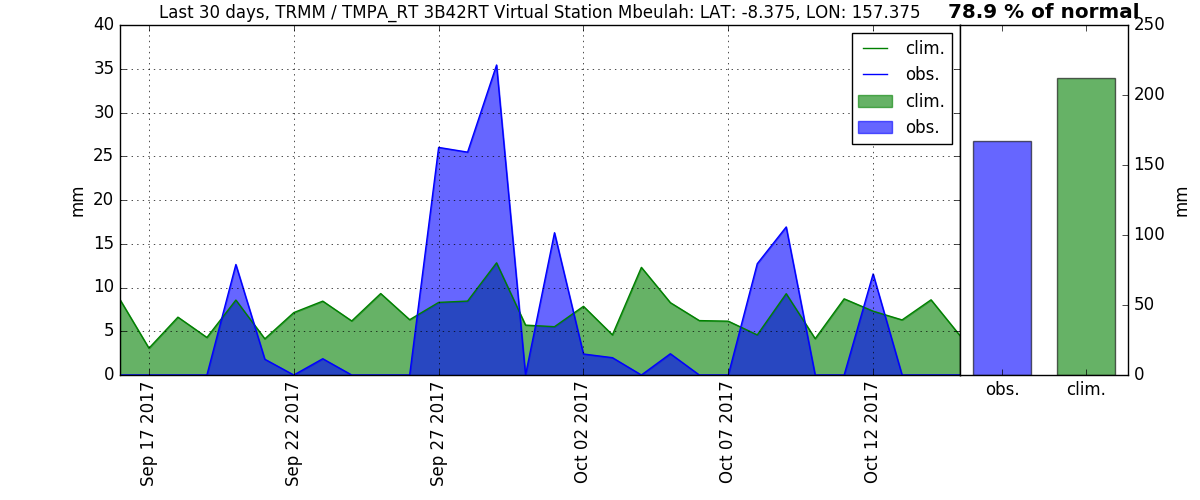 Last 30 days, TRMM / TMPA_RT 3B42RT Virtual Station Mbeulah: LAT: -8.375, LON: 157.375
78.9 % of normal
40
35
30
25
20
15
10
5
0
mm
clim.
obs.
clim.
obs.
Sep 17 2017
Sep 22 2017
Sep 27 2017
Oct 02 2017
Oct 07 2017
Oct 12 2017
250
200
150
100
50
0
mm
obs.
clim.